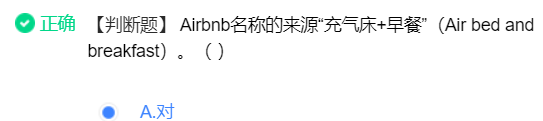 正确 【判断题】 Airbnb名称的来源“充气床+早餐”（Air bed and
breakfast）。（ ）
A.对